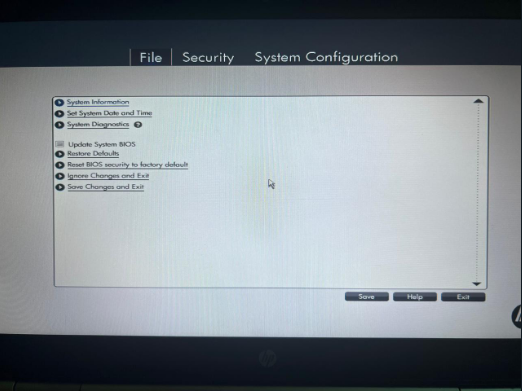 File Security System Configuration
System Information
Set System Date and Time
System Diagnostics ?
Update System BIOS
Restore Defaults
Reset BIOS security to factory default
Ignore Changes and Exit
Save Changes and Exit
Save Help Exit